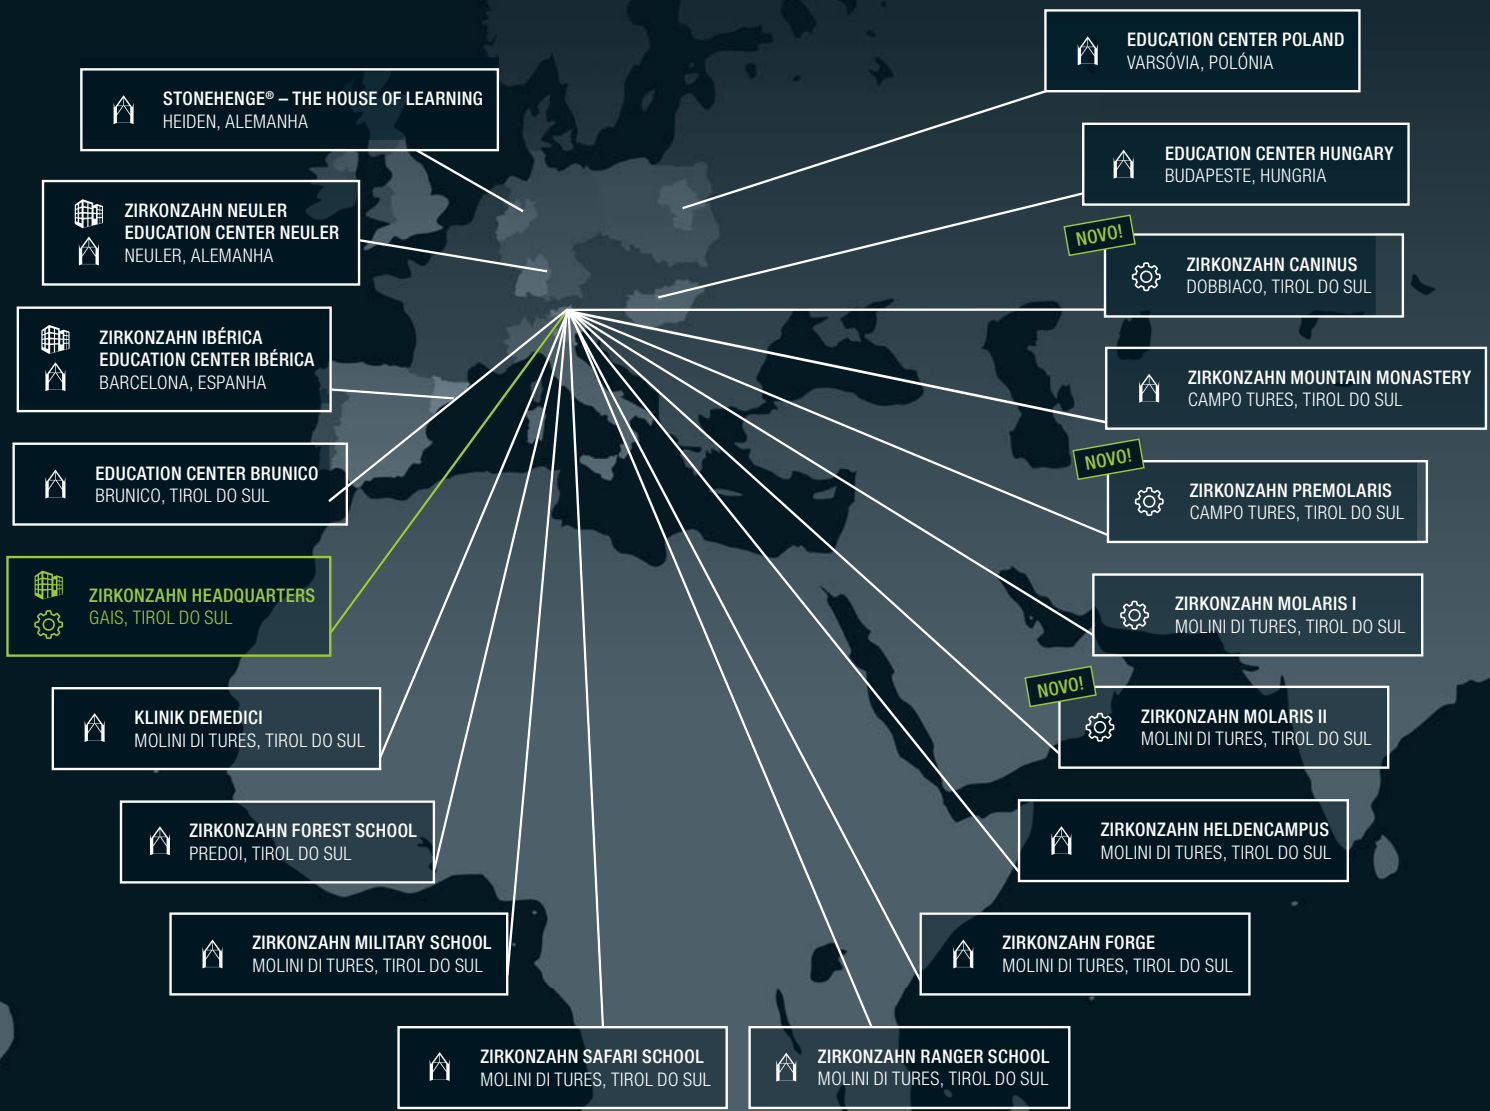 STONEHENGE® – THE HOUSE OF LEARNING
HEIDEN, ALEMANHA
ZIRKONZAHN NEULER
EDUCATION CENTER NEULER
NEULER, ALEMANHA
ZIRKONZAHN IBÉRICA
EDUCATION CENTER IBÉRICA
BARCELONA, ESPANHA
EDUCATION CENTER BRUNICO
BRUNICO, TIROL DO SUL
ZIRKONZAHN HEADQUARTERS
GAIS, TIROL DO SUL
KLINIK DEMEDICI
MOLINI DI TURES, TIROL DO SUL
ZIRKONZAHN FOREST SCHOOL
PREDOI, TIROL DO SUL
ZIRKONZAHN MILITARY SCHOOL
MOLINI DI TURES, TIROL DO SUL
ZIRKONZAHN SAFARI SCHOOL
MOLINI DI TURES, TIROL DO SUL
EDUCATION CENTER POLAND
VARSÓVIA, POLÓNIA
EDUCATION CENTER HUNGARY
BUDAPESTE, HUNGRIA
NOVO!
ZIRKONZAHN CANINUS
DOBBIACO, TIROL DO SUL
ZIRKONZAHN MOUNTAIN MONASTERY
CAMPO TURES, TIROL DO SUL
NOVO!
ZIRKONZAHN PREMOLARIS
CAMPO TURES, TIROL DO SUL
ZIRKONZAHN MOLARIS I
MOLINI DI TURES, TIROL DO SUL
NOVO!
ZIRKONZAHN MOLARIS II
MOLINI DI TURES, TIROL DO SUL
ZIRKONZAHN HELDENCAMPUS
MOLINI DI TURES, TIROL DO SUL
ZIRKONZAHN FORGE
MOLINI DI TURES, TIROL DO SUL
ZIRKONZAHN RANGER SCHOOL
MOLINI DI TURES, TIROL DO SUL